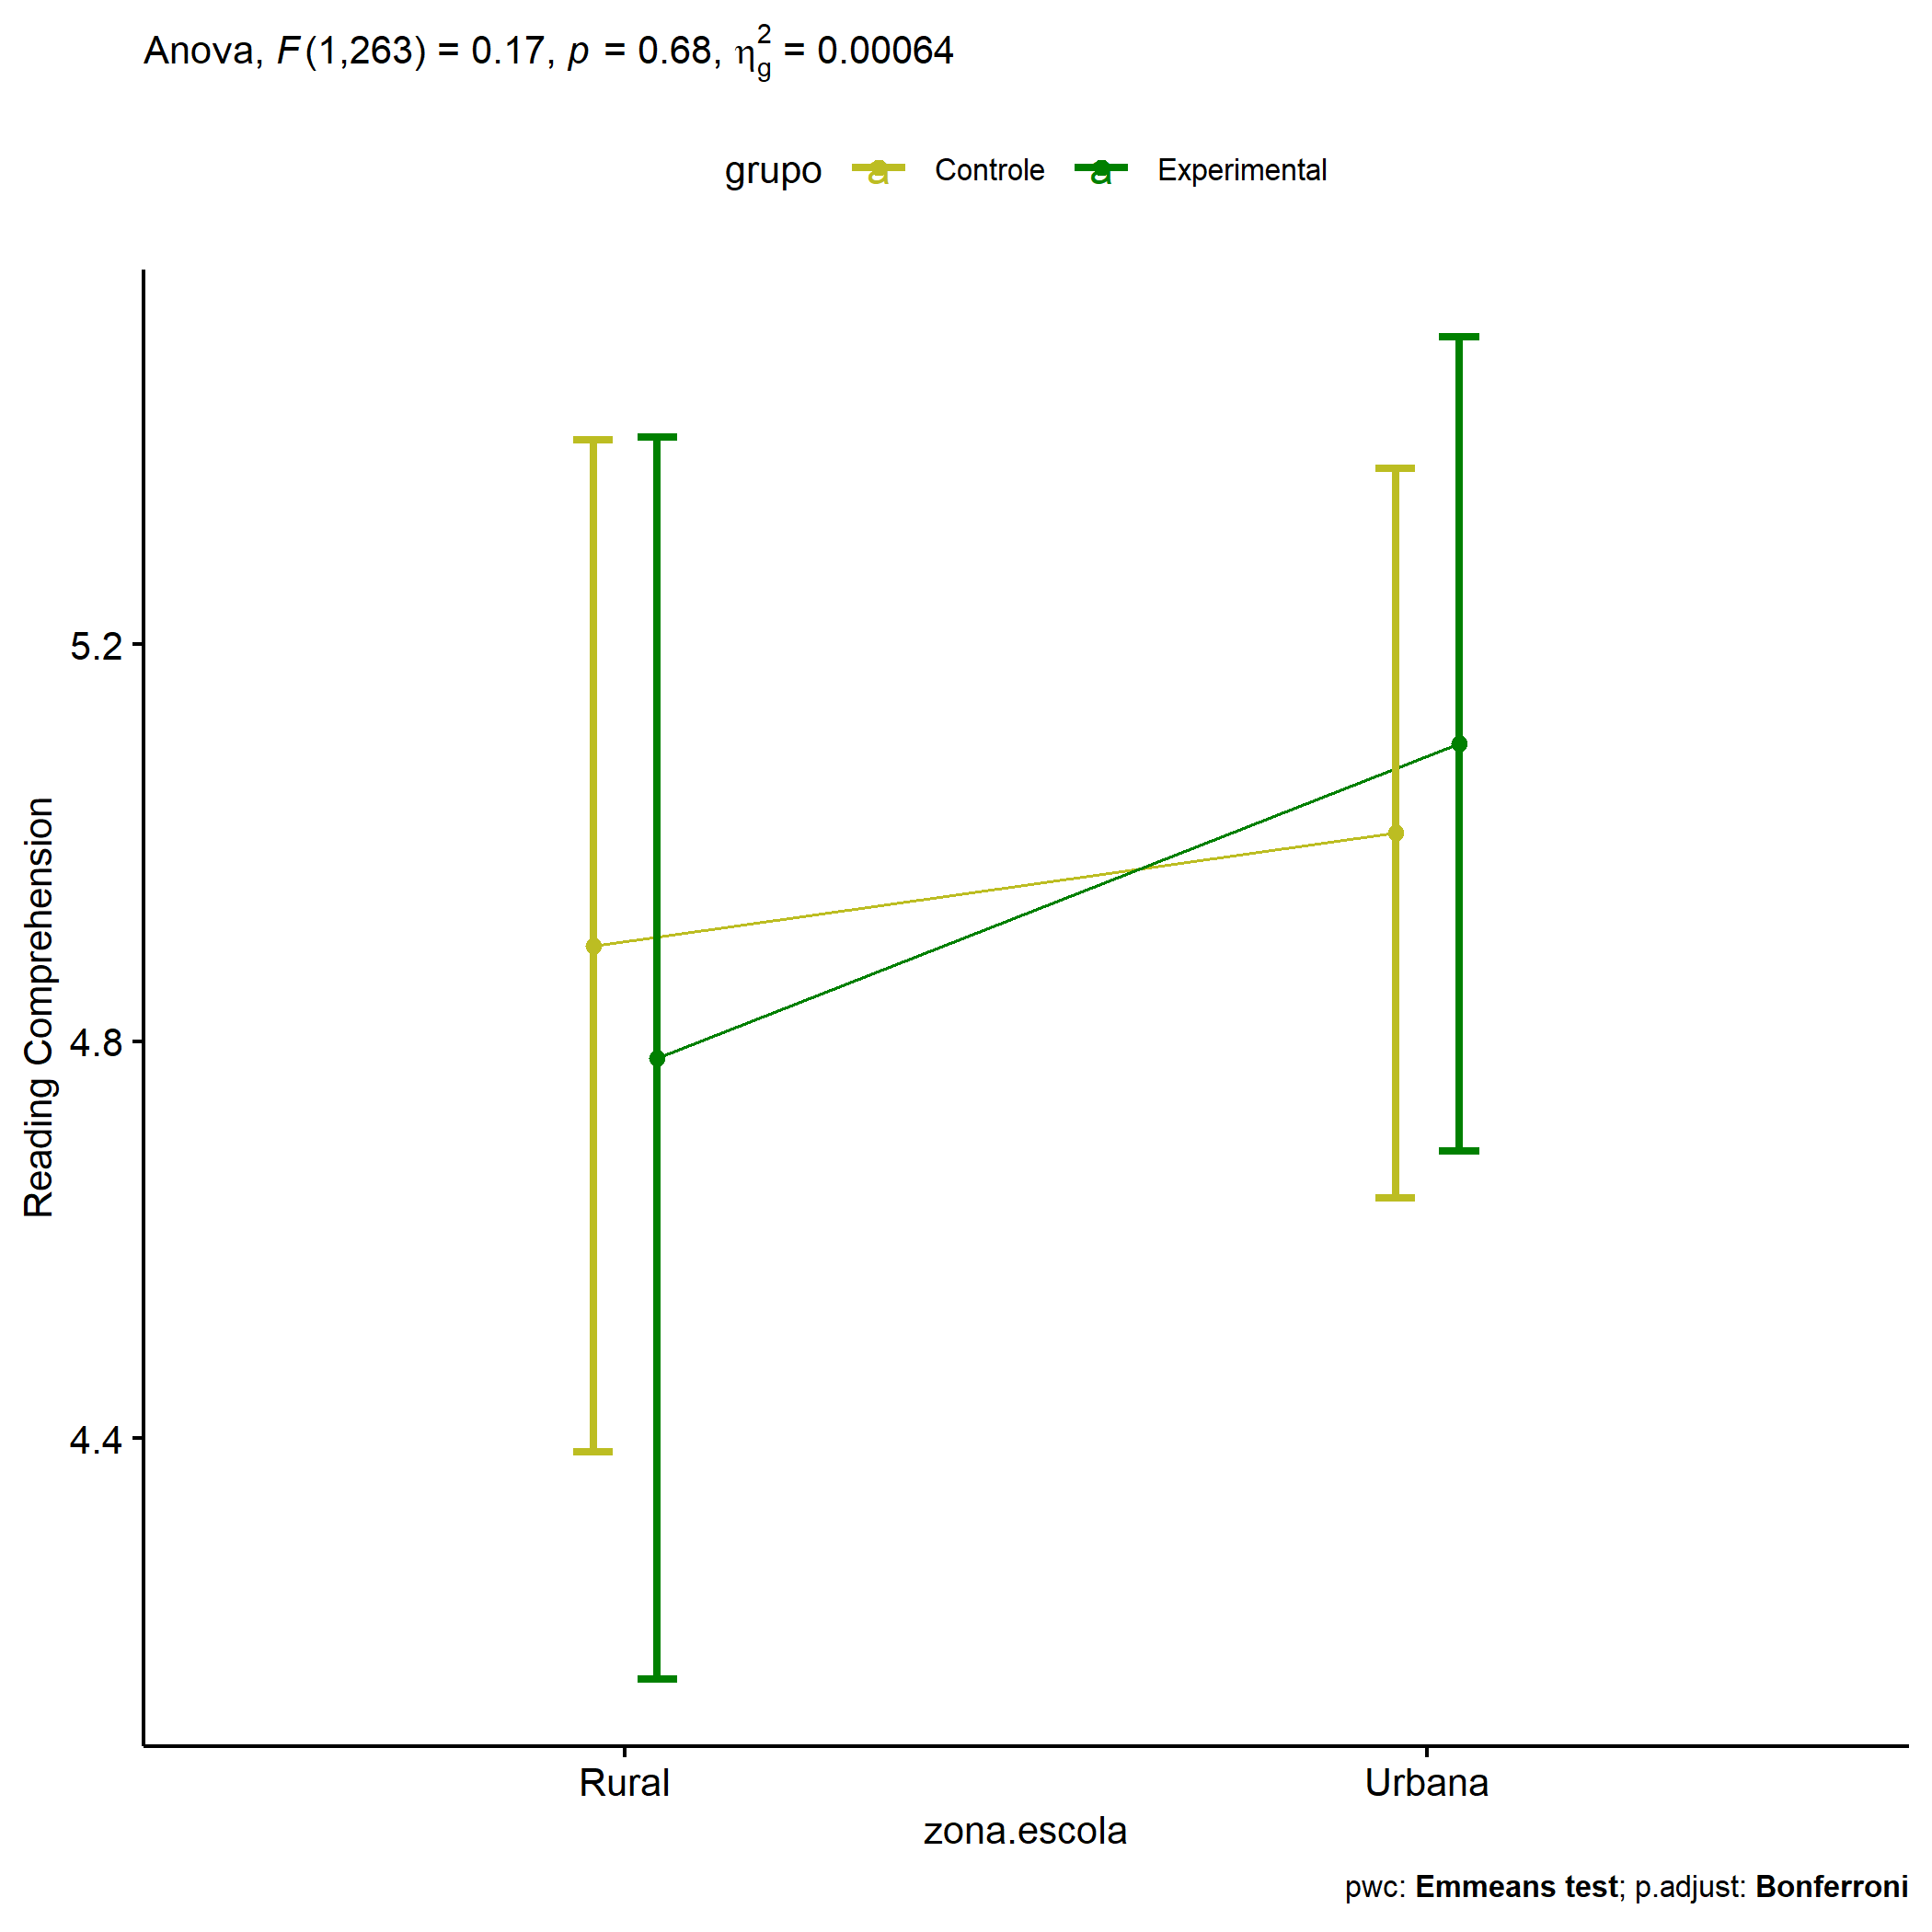 Anova, F(1,263) = 0.17, p = 0.68, η²g = 0.00064
grupo a Controle a Experimental
Reading Comprehension
5.2
4.8
4.4
Rural Urbana
zona.escola
pwc: Emmeans test; p.adjust: Bonferroni